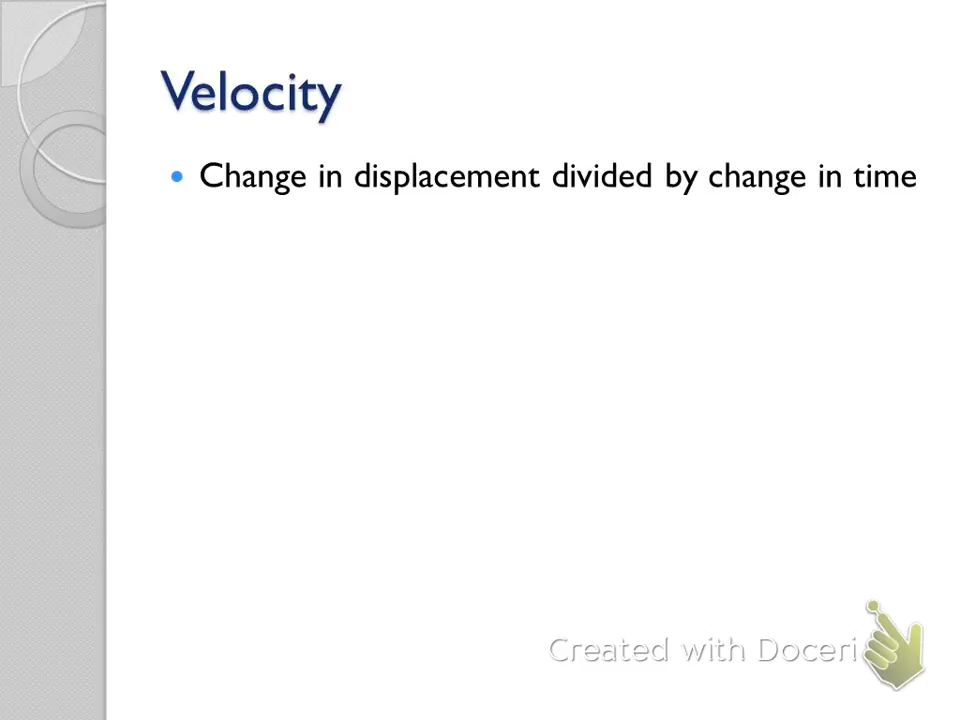 Velocity
Change in displacement divided by change in time
Created with Doceri